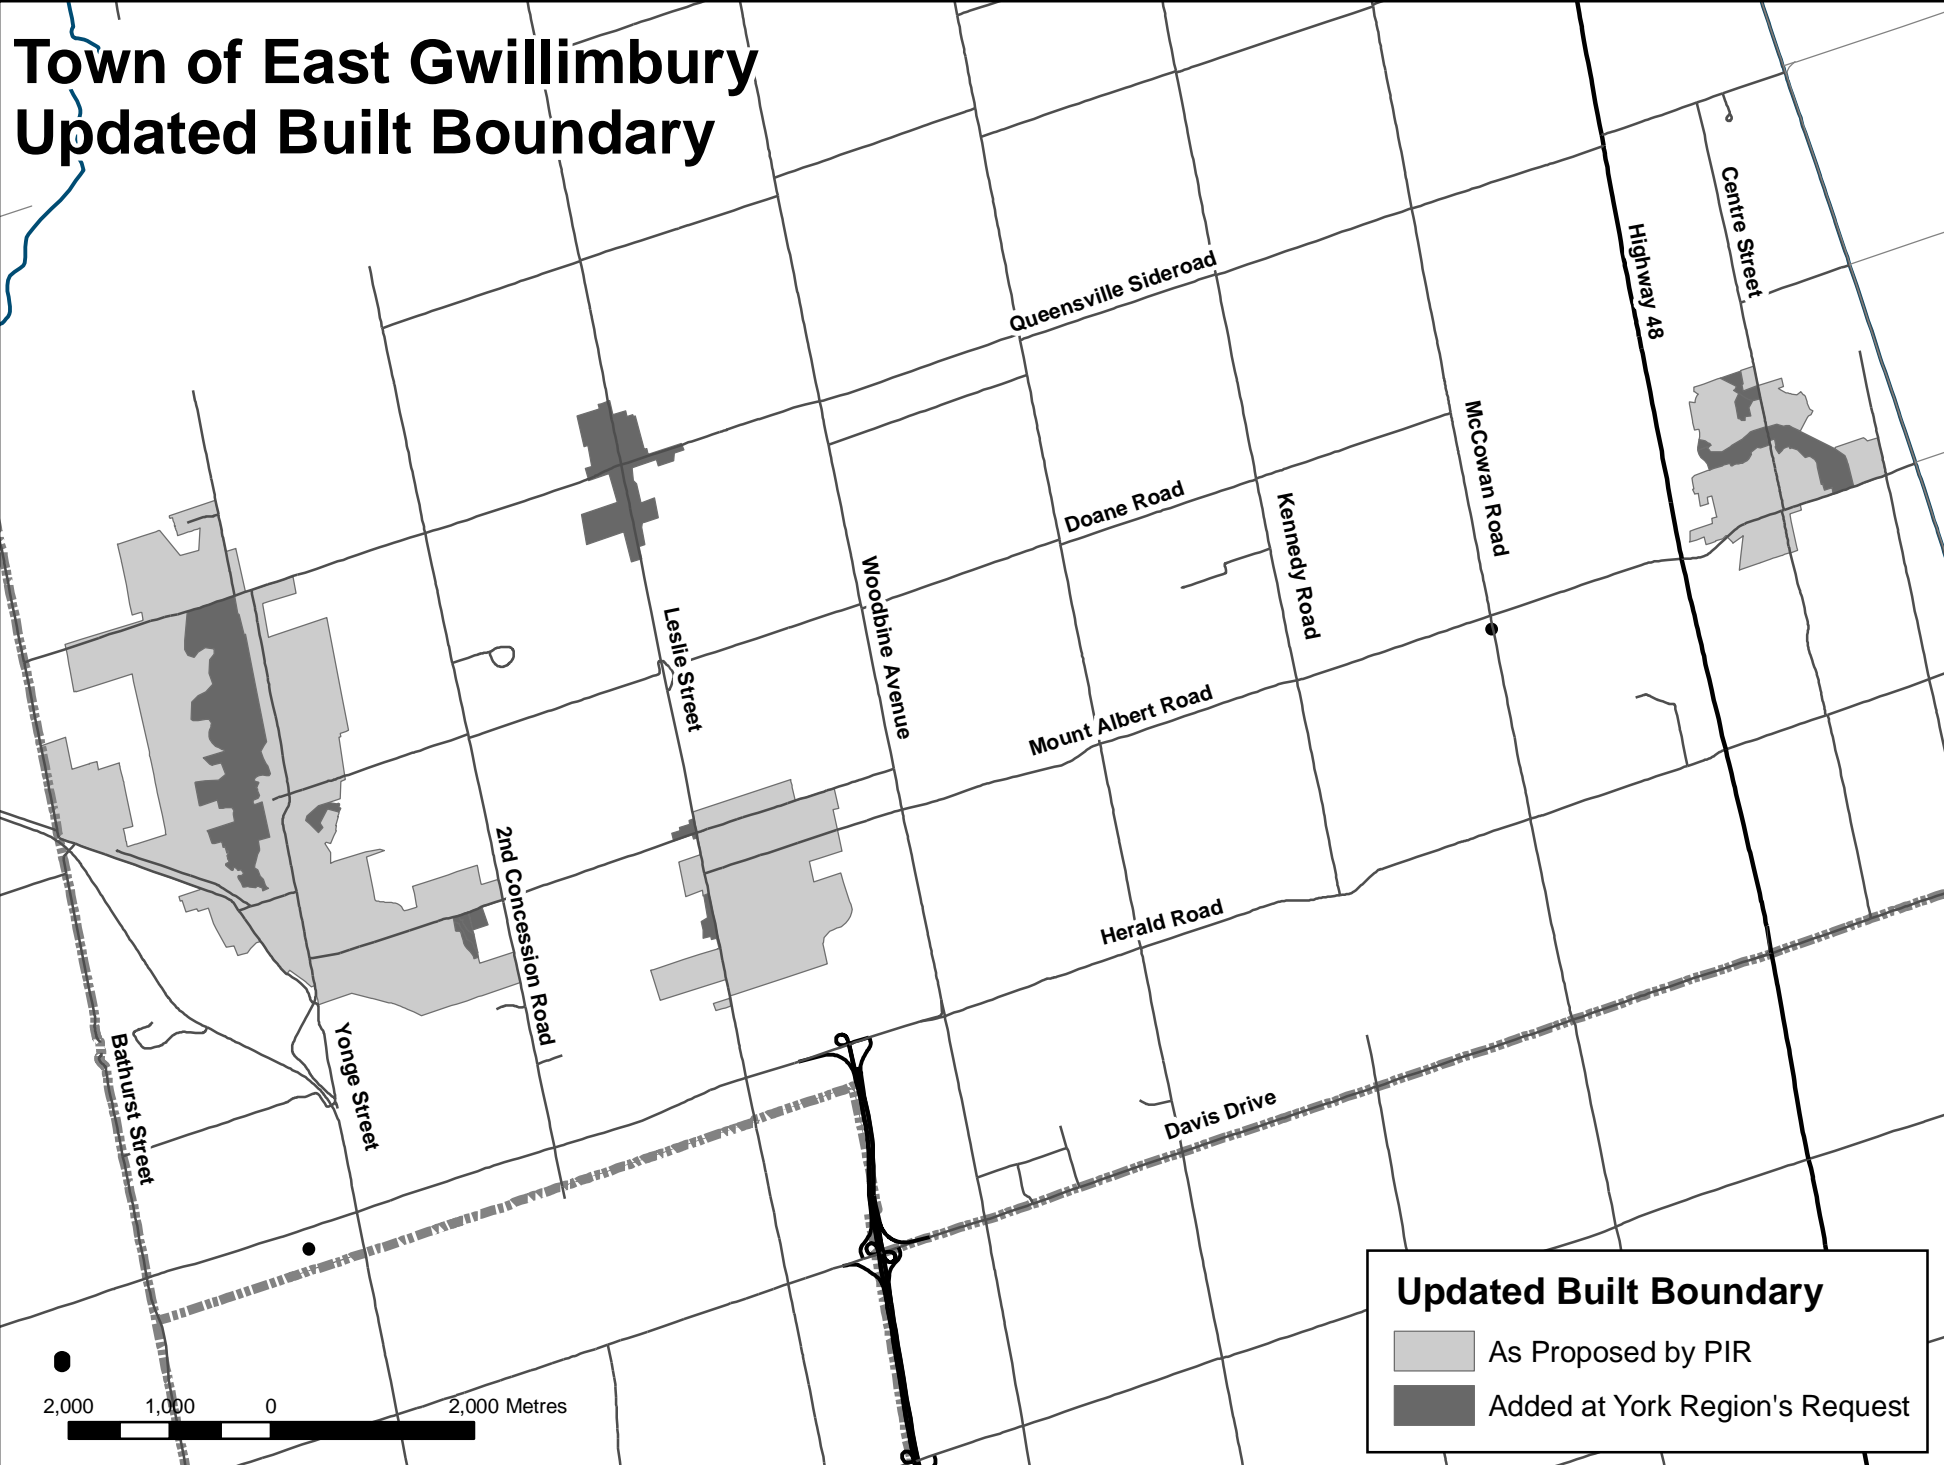 Town of East Gwillimbury
Updated Built Boundary
Centre Street
Highway 48
Queensville Sideroad
McCowan Road
Doane Road
Kennedy Road
Woodbine Avenue
Leslie Street
Mount Albert Road
2nd Concession Road
Herald Road
Yonge Street
Bathurst Street
Davis Drive
Updated Built Boundary
As Proposed by PIR
Added at York Region's Request
2,000 1,000 0 2,000 Metres